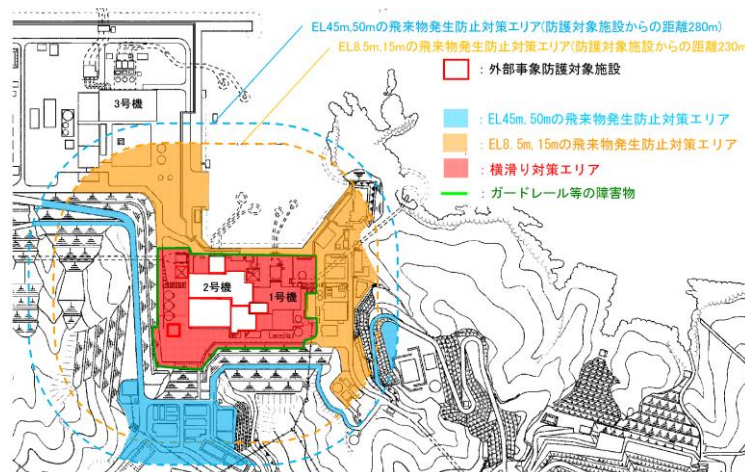 EL45m,50mの飛来物発生防止対策エリア(防護対策施設からの距離280m)
EL8.5m,15mの飛来物発生防止対策エリア(防護対象施設からの距離230m
：外部事象防護対象施設
3号機
：EL45m,50mの飛来物発生防止対策エリア
：EL8.5m,15mの飛来物発生防止対策エリア
：横滑り対策エリア
：ガードレール等の障害物
2号機
1号機